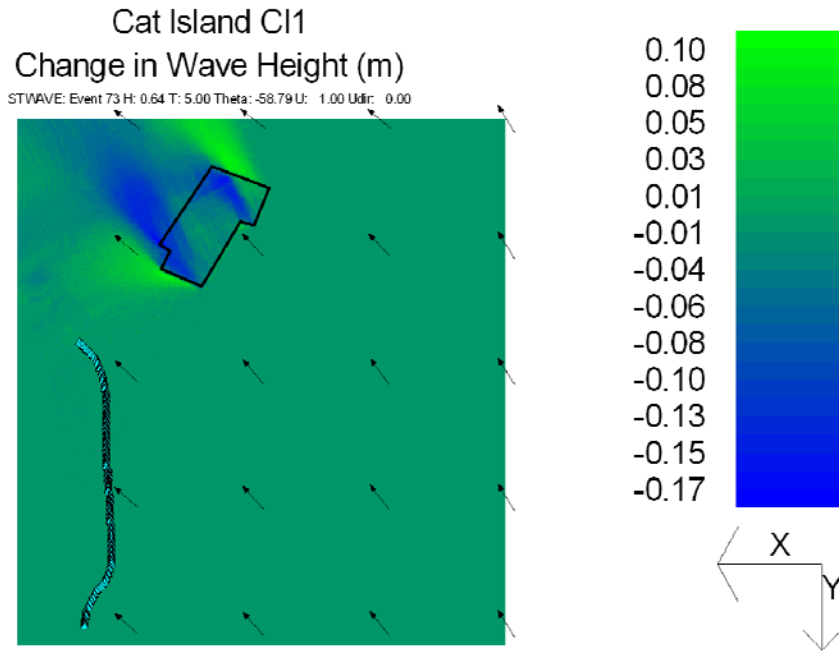 Cat Island CI1
Change in Wave Height (m)
STWAVE: Event 73 H: 0.64 T: 5.00 Theta: -58.79 U: 1.00 Udir: 0.00
0.10
0.08
0.05
0.03
0.01
-0.01
-0.04
-0.06
-0.08
-0.10
-0.13
-0.15
-0.17
X
Y